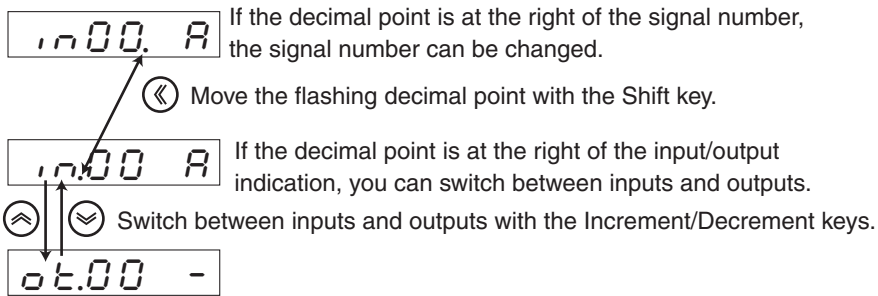 in00. A
If the decimal point is at the right of the signal number,
the signal number can be changed.
Move the flashing decimal point with the Shift key.
in.00 A
If the decimal point is at the right of the input/output
indication, you can switch between inputs and outputs.
Switch between inputs and outputs with the Increment/Decrement keys.
ot.00 -